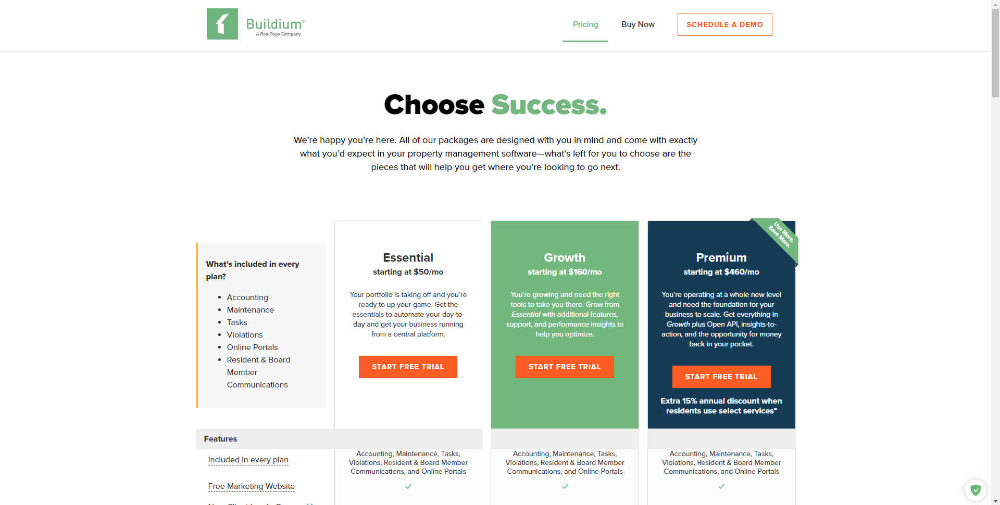 Buildium®
A RealPage Company
Pricing
Buy Now
SCHEDULE A DEMO
Choose Success.
We're happy you're here. All of our packages are designed with you in mind and come with exactly
what you'd expect in your property management software—what's left for you to choose are the
pieces that will help you get where you're looking to go next.
What's included in every
plan?
• Accounting
• Maintenance
• Tasks
• Violations
• Online Portals
• Resident & Board
Member
Communications
Essential
starting at $50/mo
Your portfolio is taking off and you're
ready to up your game. Get the
essentials to automate your day-to-
day and get your business running
from a central platform.
START FREE TRIAL
Growth
starting at $160/mo
You're growing and need the right
tools to take you there. Grow from
Essential with additional features,
support, and performance insights to
help you optimize.
START FREE TRIAL
Use More,
Save More.
Premium
starting at $460/mo
You're operating at a whole new level
and need the foundation for your
business to scale. Get everything in
Growth plus Open API, insights-to-
action, and the opportunity for money
back in your pocket.
START FREE TRIAL
Extra 15% annual discount when
residents use select services*
Features
Included in every plan
Accounting, Maintenance, Tasks,
Violations, Resident & Board Member
Communications, and Online Portals
Accounting, Maintenance, Tasks,
Violations, Resident & Board Member
Communications, and Online Portals
Accounting, Maintenance, Tasks,
Violations, Resident & Board Member
Communications, and Online Portals
Free Marketing Website